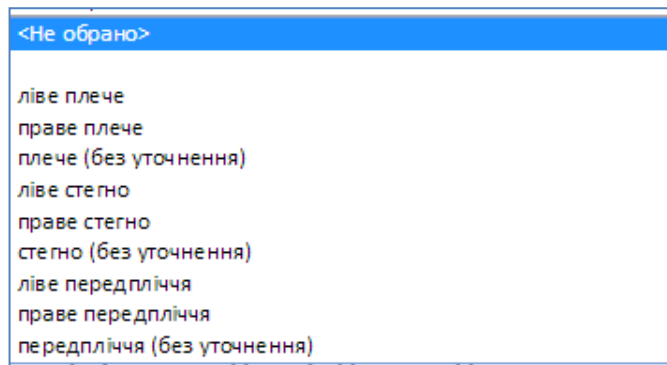 <Не обрано>
ліве плече
праве плече
плече (без уточнення)
ліве стегно
праве стегно
стегно (без уточнення)
ліве передпліччя
праве передпліччя
передпліччя (без уточнення)